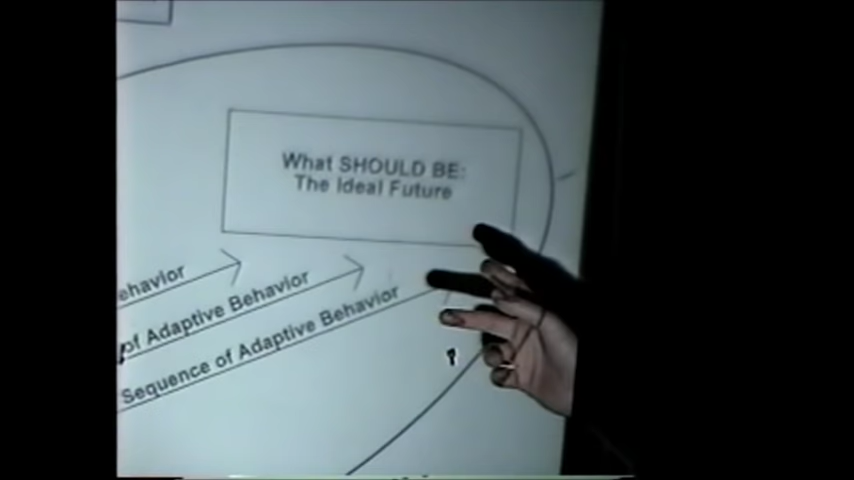 What SHOULD BE:
The Ideal Future
ehavior
of Adaptive Behavior
Sequence of Adaptive Behavior